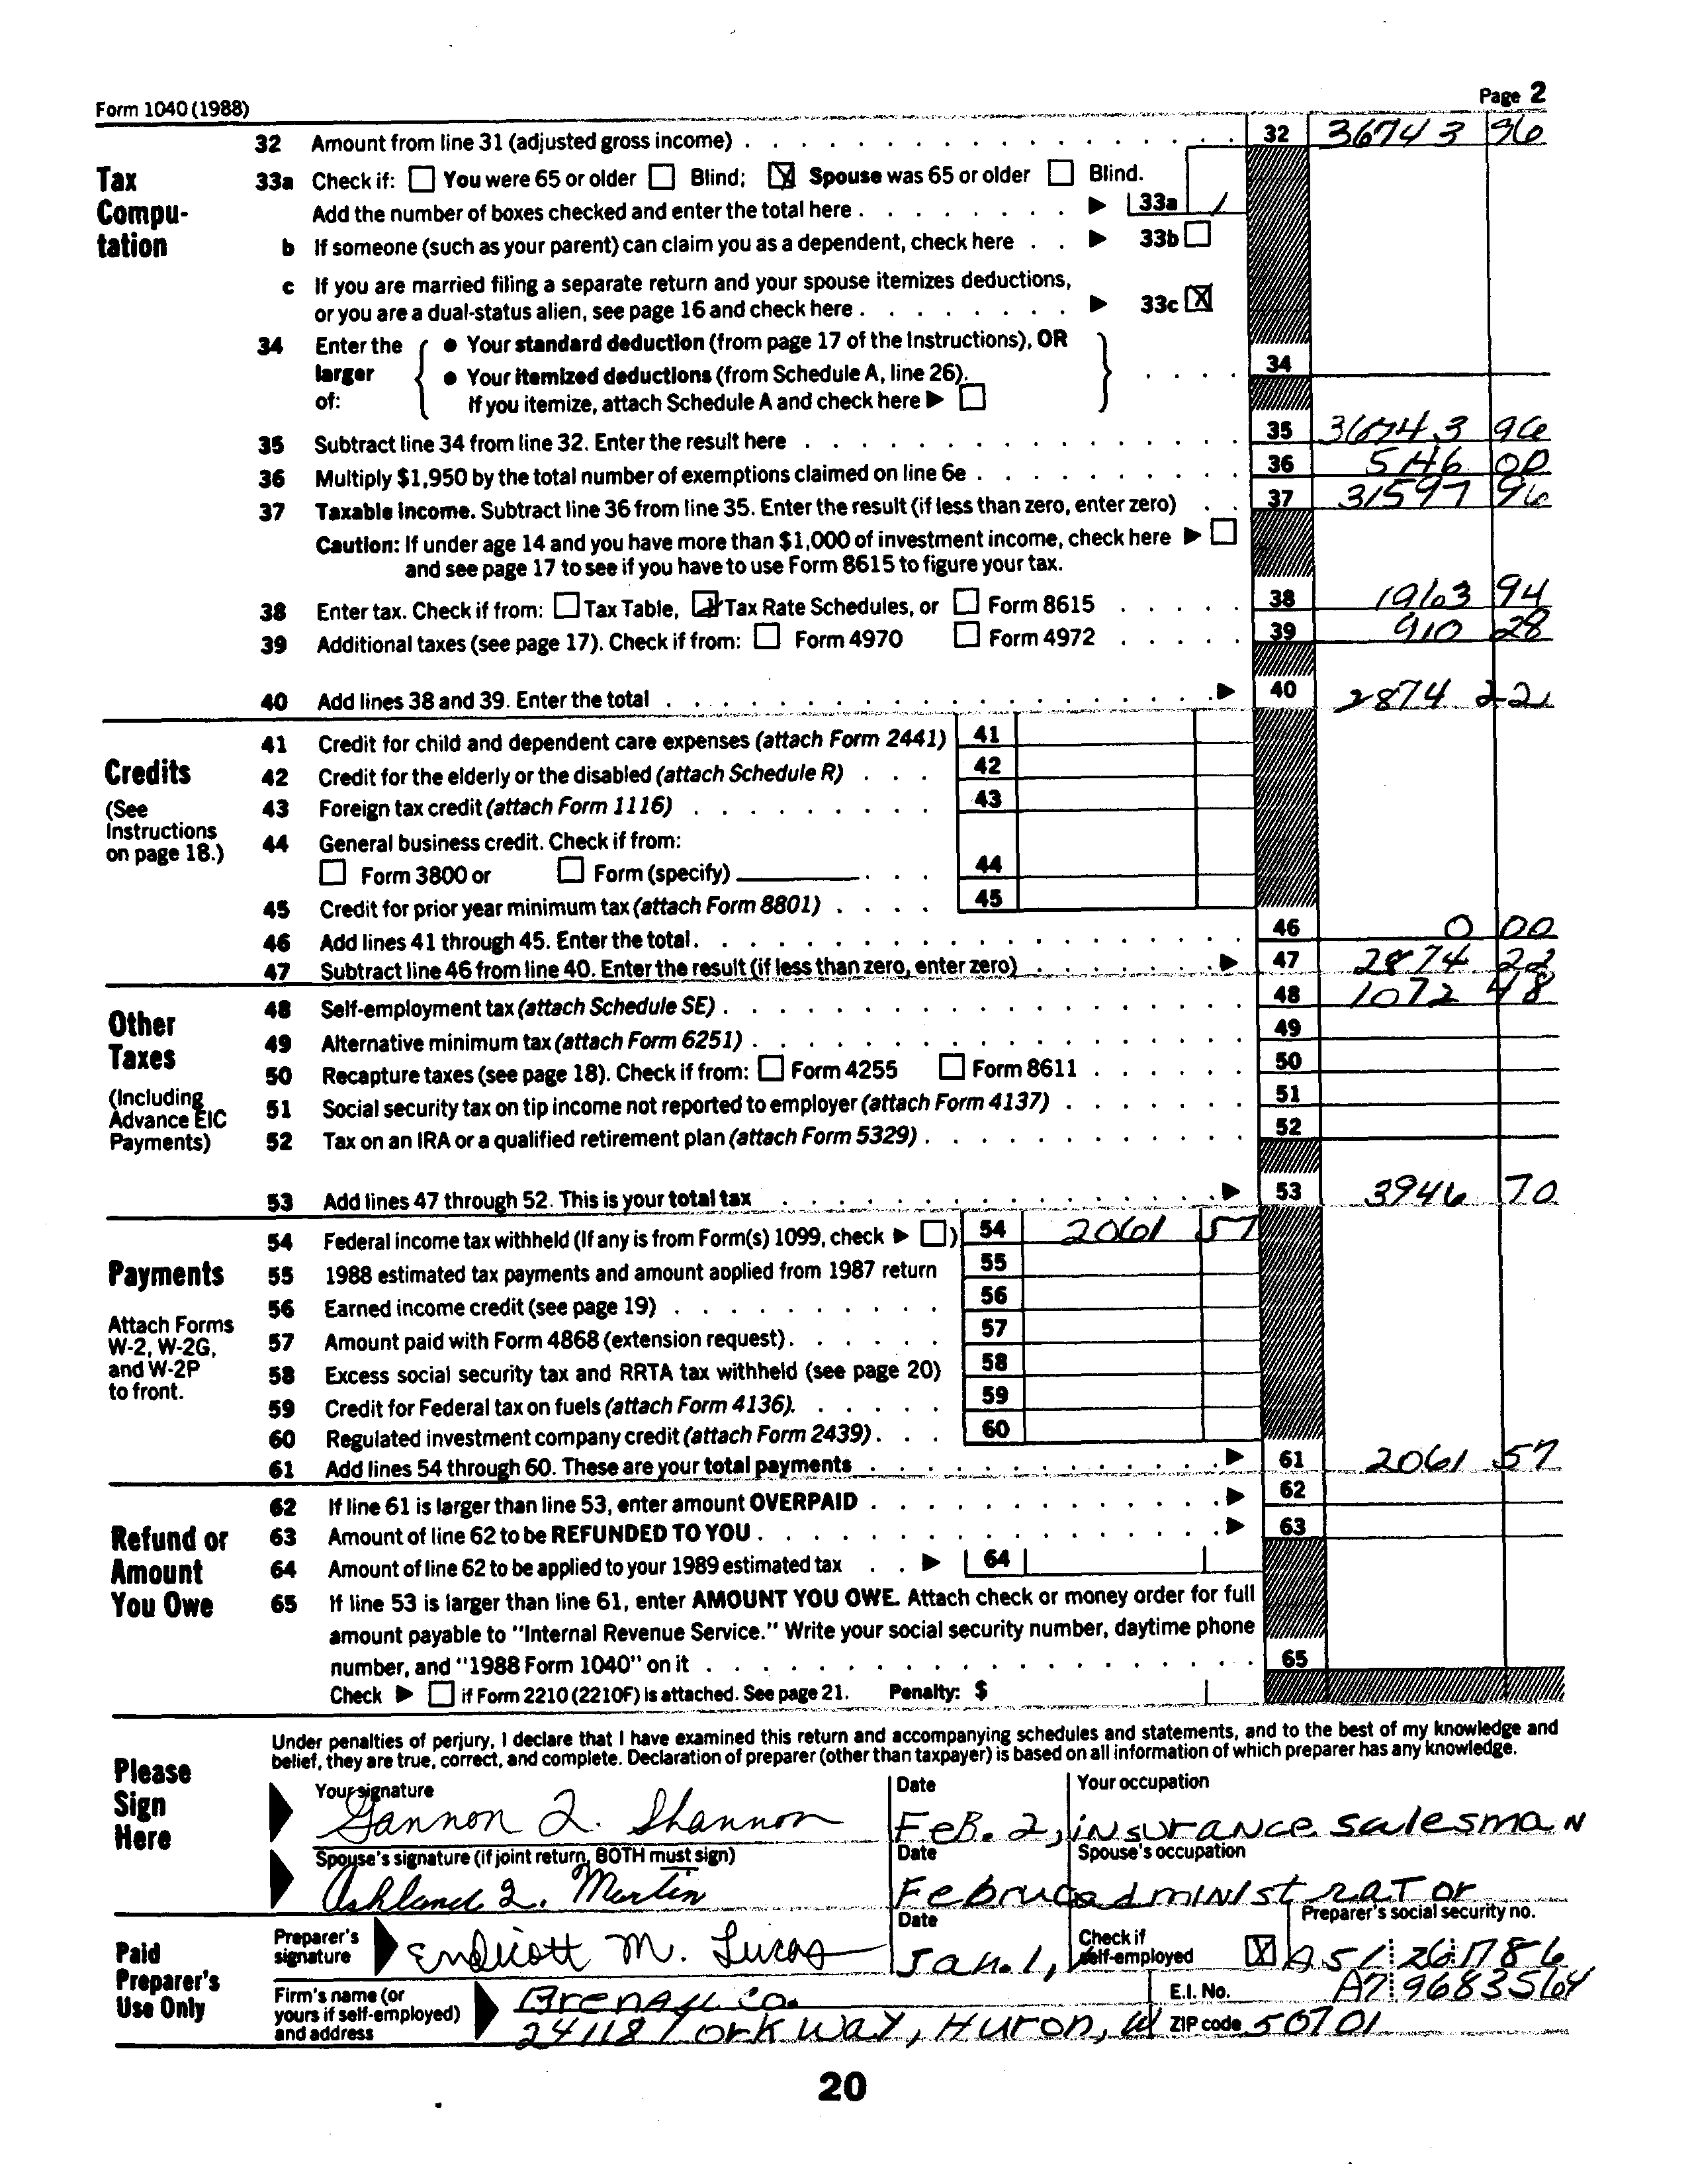 Form 1040 (1988)
Page 2
32 Amount from line 31 (adjusted gross income) 32 36743 96
Tax Compu-tation
33a Check if: You were 65 or older Blind; X Spouse was 65 or older Blind.
Add the number of boxes checked and enter the total here 33a 1
b If someone (such as your parent) can claim you as a dependent, check here 33b
c If you are married filing a separate return and your spouse itemizes deductions,
or you are a dual-status alien, see page 16 and check here 33c X
34 Enter the larger of:
● Your standard deduction (from page 17 of the Instructions), OR
● Your itemized deductions (from Schedule A, line 26).
If you itemize, attach Schedule A and check here 34
35 Subtract line 34 from line 32. Enter the result here 35 36743 96
36 Multiply $1,950 by the total number of exemptions claimed on line 6e 36 5146 00
37 Taxable income. Subtract line 36 from line 35. Enter the result (if less than zero, enter zero) 37 31597 96
Caution: If under age 14 and you have more than $1,000 of investment income, check here
and see page 17 to see if you have to use Form 8615 to figure your tax.
38 Enter tax. Check if from: Tax Table, Tax Rate Schedules, or Form 8615 38 1963 94
39 Additional taxes (see page 17). Check if from: Form 4970 Form 4972 39 910 28
40 Add lines 38 and 39. Enter the total 40 2874 22
Credits
(See Instructions on page 18.)
41 Credit for child and dependent care expenses (attach Form 2441) 41
42 Credit for the elderly or the disabled (attach Schedule R) 42
43 Foreign tax credit (attach Form 1116) 43
44 General business credit. Check if from:
Form 3800 or Form (specify) 44
45 Credit for prior year minimum tax (attach Form 8801) 45
46 Add lines 41 through 45. Enter the total. 46 0 00
47 Subtract line 46 from line 40. Enter the result (if less than zero, enter zero) 47 2874 22
Other Taxes
(Including Advance EIC Payments)
48 Self-employment tax (attach Schedule SE) 48 1072 48
49 Alternative minimum tax (attach Form 6251) 49
50 Recapture taxes (see page 18). Check if from: Form 4255 Form 8611 50
51 Social security tax on tip income not reported to employer (attach Form 4137) 51
52 Tax on an IRA or a qualified retirement plan (attach Form 5329) 52
53 Add lines 47 through 52. This is your total tax 53 3946 70
Payments
Attach Forms W-2, W-2G, and W-2P to front.
54 Federal income tax withheld (If any is from Form(s) 1099, check ) 54 2061 57
55 1988 estimated tax payments and amount applied from 1987 return 55
56 Earned income credit (see page 19) 56
57 Amount paid with Form 4868 (extension request) 57
58 Excess social security tax and RRTA tax withheld (see page 20) 58
59 Credit for Federal tax on fuels (attach Form 4136). 59
60 Regulated investment company credit (attach Form 2439) 60
61 Add lines 54 through 60. These are your total payments 61 2061 57
Refund or Amount You Owe
62 If line 61 is larger than line 53, enter amount OVERPAID 62
63 Amount of line 62 to be REFUNDED TO YOU 63
64 Amount of line 62 to be applied to your 1989 estimated tax 64
65 If line 53 is larger than line 61, enter AMOUNT YOU OWE. Attach check or money order for full
amount payable to "Internal Revenue Service." Write your social security number, daytime phone
number, and "1988 Form 1040" on it 65
Check if Form 2210 (2210F) is attached. See page 21. Penalty: $
Please Sign Here
Under penalties of perjury, I declare that I have examined this return and accompanying schedules and statements, and to the best of my knowledge and
belief, they are true, correct, and complete. Declaration of preparer (other than taxpayer) is based on all information of which preparer has any knowledge.
Your signature Date Your occupation
Gannon L. Shannon Feb. 2, insurance salesman
Spouse's signature (if joint return, BOTH must sign) Date Spouse's occupation
Ashland L. Martin administrator
Paid Preparer's Use Only
Preparer's signature Date Check if self-employed X Preparer's social security no.
Endicott M. Lucas Jan. 1, A51 26 1786
Firm's name (or yours if self-employed) and address E.I. No. A7 9683564
Brenau co.
24118 York Way, Huron, ZIP code 50701
20